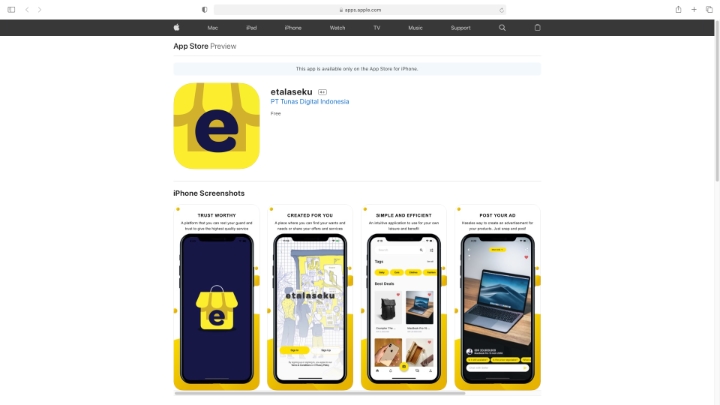 apps.apple.com
Mac iPad iPhone Watch TV Music Support
App Store Preview
This app is available only on the App Store for iPhone.
etalaseku 4+
PT Tunas Digital Indonesia
Free
e
iPhone Screenshots
TRUST WORTHY
A platform that you can rest your guard and
trust to give the highest quality service
e
CREATED FOR YOU
A place where you can find your wants and
needs or share your offers and services
etalaseku
Sign In
SIMPLE AND EFFICIENT
An intuitive application to use for your own
leisure and benefit
Tags
Best Deals
POST YOUR AD
A sales way to create an advertisement for
your products. Just snap and post!